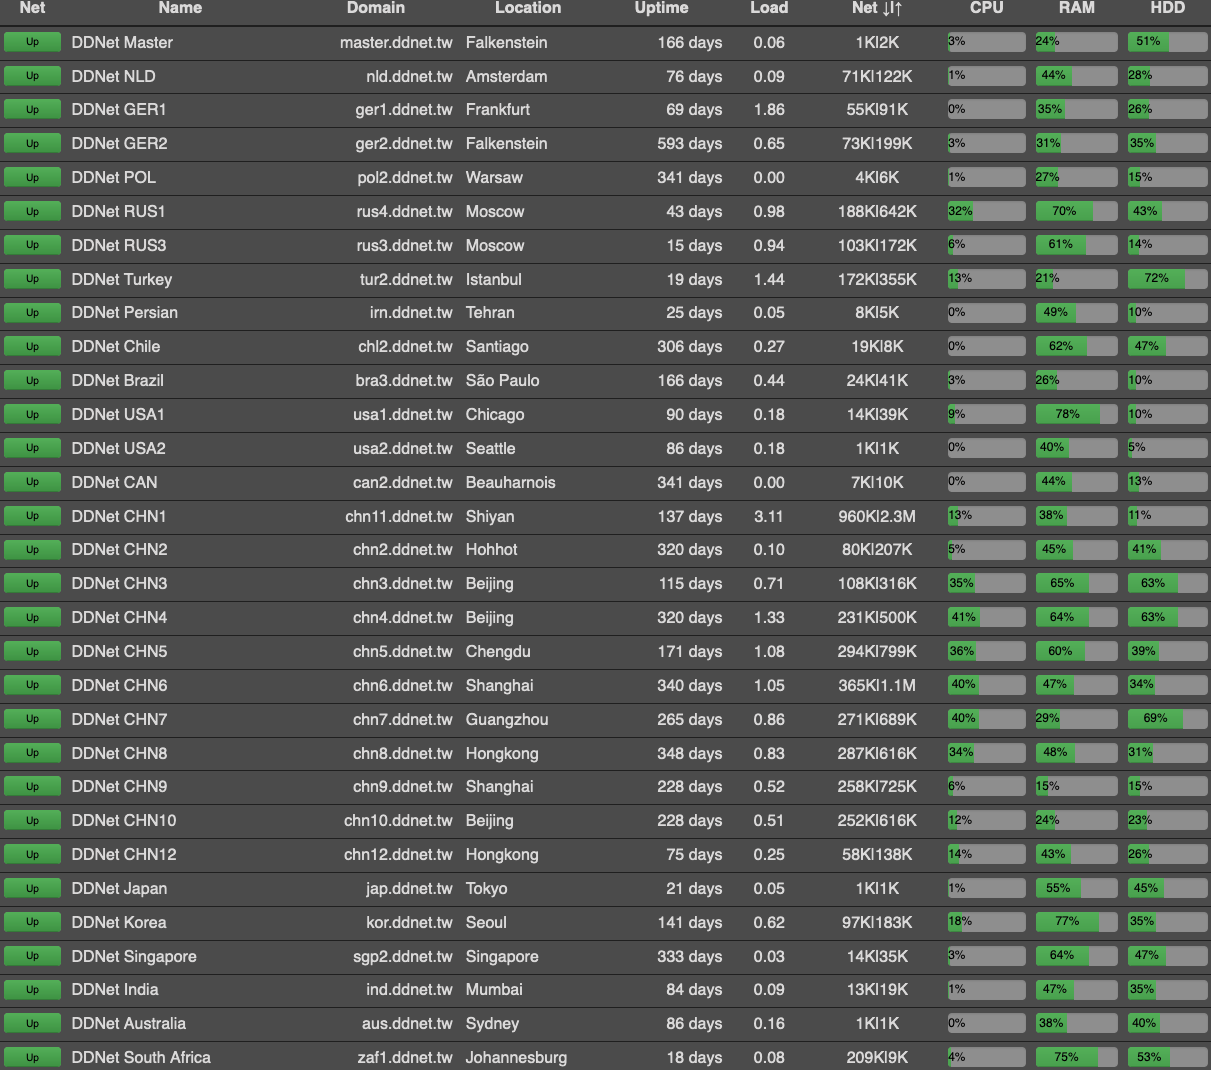 Net Name Domain Location Uptime Load Net ↓|↑ CPU RAM HDD
Up DDNet Master master.ddnet.tw Falkenstein 166 days 0.06 1K|2K 3% 24% 51%
Up DDNet NLD nld.ddnet.tw Amsterdam 76 days 0.09 71K|122K 1% 44% 28%
Up DDNet GER1 ger1.ddnet.tw Frankfurt 69 days 1.86 55K|91K 0% 35% 26%
Up DDNet GER2 ger2.ddnet.tw Falkenstein 593 days 0.65 73K|199K 3% 31% 35%
Up DDNet POL pol2.ddnet.tw Warsaw 341 days 0.00 4K|6K 1% 27% 15%
Up DDNet RUS1 rus4.ddnet.tw Moscow 43 days 0.98 188K|642K 32% 70% 43%
Up DDNet RUS3 rus3.ddnet.tw Moscow 15 days 0.94 103K|172K 6% 61% 14%
Up DDNet Turkey tur2.ddnet.tw Istanbul 19 days 1.44 172K|355K 13% 21% 72%
Up DDNet Persian irn.ddnet.tw Tehran 25 days 0.05 8K|5K 0% 49% 10%
Up DDNet Chile chl2.ddnet.tw Santiago 306 days 0.27 19K|8K 0% 62% 47%
Up DDNet Brazil bra3.ddnet.tw São Paulo 166 days 0.44 24K|41K 3% 26% 10%
Up DDNet USA1 usa1.ddnet.tw Chicago 90 days 0.18 14K|39K 9% 78% 10%
Up DDNet USA2 usa2.ddnet.tw Seattle 86 days 0.18 1K|1K 0% 40% 5%
Up DDNet CAN can2.ddnet.tw Beauharnois 341 days 0.00 7K|10K 0% 44% 13%
Up DDNet CHN1 chn11.ddnet.tw Shiyan 137 days 3.11 960K|2.3M 13% 38% 11%
Up DDNet CHN2 chn2.ddnet.tw Hohhot 320 days 0.10 80K|207K 5% 45% 41%
Up DDNet CHN3 chn3.ddnet.tw Beijing 115 days 0.71 108K|316K 35% 65% 63%
Up DDNet CHN4 chn4.ddnet.tw Beijing 320 days 1.33 231K|500K 41% 64% 63%
Up DDNet CHN5 chn5.ddnet.tw Chengdu 171 days 1.08 294K|799K 36% 60% 39%
Up DDNet CHN6 chn6.ddnet.tw Shanghai 340 days 1.05 365K|1.1M 40% 47% 34%
Up DDNet CHN7 chn7.ddnet.tw Guangzhou 265 days 0.86 271K|689K 40% 29% 69%
Up DDNet CHN8 chn8.ddnet.tw Hongkong 348 days 0.83 287K|616K 34% 48% 31%
Up DDNet CHN9 chn9.ddnet.tw Shanghai 228 days 0.52 258K|725K 6% 15% 15%
Up DDNet CHN10 chn10.ddnet.tw Beijing 228 days 0.51 252K|616K 12% 24% 23%
Up DDNet CHN12 chn12.ddnet.tw Hongkong 75 days 0.25 58K|138K 14% 43% 26%
Up DDNet Japan jap.ddnet.tw Tokyo 21 days 0.05 1K|1K 1% 55% 45%
Up DDNet Korea kor.ddnet.tw Seoul 141 days 0.62 97K|183K 18% 77% 35%
Up DDNet Singapore sgp2.ddnet.tw Singapore 333 days 0.03 14K|35K 3% 64% 47%
Up DDNet India ind.ddnet.tw Mumbai 84 days 0.09 13K|19K 1% 47% 35%
Up DDNet Australia aus.ddnet.tw Sydney 86 days 0.16 1K|1K 0% 38% 40%
Up DDNet South Africa zaf1.ddnet.tw Johannesburg 18 days 0.08 209K|9K 4% 75% 53%